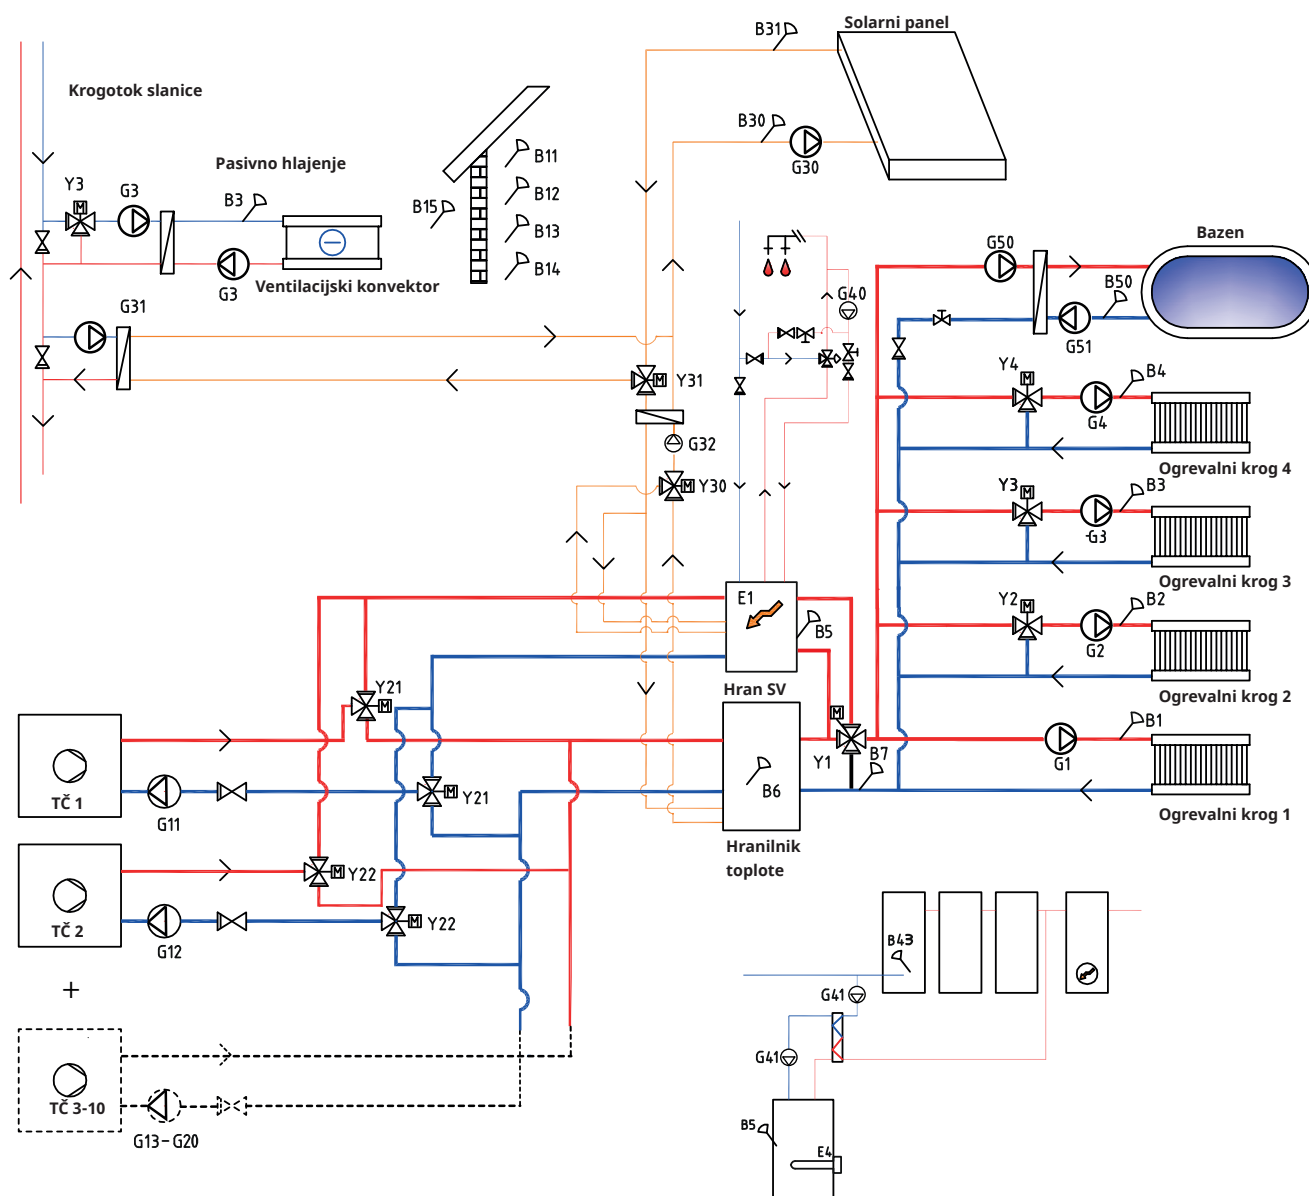 Solarni panel
B31
Krogotok slanice
B30
G30
Pasivno hlajenje
B11
Y3
M
G3
B3
B12
B15
B13
B14
G3
Ventilacijski konvektor
G31
G40
G50
Bazen
B50
G51
Y4
M
B4
G4
Ogrevalni krog 4
M
Y31
G32
M
Y30
Y3
M
B3
G3
Ogrevalni krog 3
Y2
M
B2
G2
Ogrevalni krog 2
E1
B5
Hran SV
Y21
M
M
Y1
B7
B1
G1
Ogrevalni krog 1
TČ 1
G11
M
Y21
B6
Hranilnik
toplote
M
Y22
TČ 2
G12
M
Y22
+
B43
G41
G41
TČ 3-10
G13-G20
B5
E4